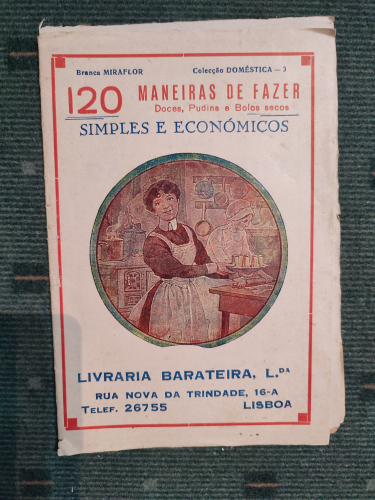 Branca MIRAFLOR Colecção DOMÉSTICA — 3
120 MANEIRAS DE FAZER
Doces, Pudins e Bolos secos
SIMPLES E ECONÓMICOS
LIVRARIA BARATEIRA, L.DA
RUA NOVA DA TRINDADE, 16-A
TELEF. 26755 LISBOA